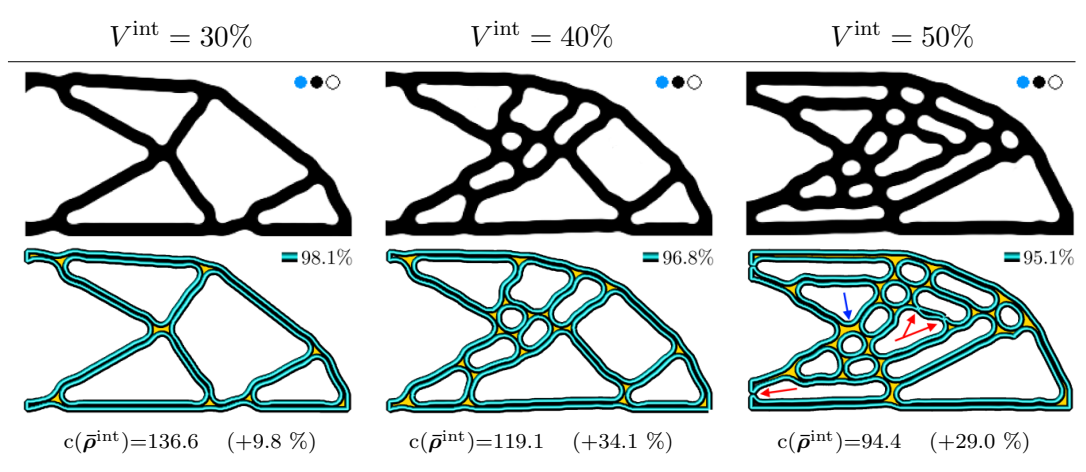 V^int = 30% V^int = 40% V^int = 50%
98.1% 96.8% 95.1%
c(ρ̄^int)=136.6 (+9.8 %) c(ρ̄^int)=119.1 (+34.1 %) c(ρ̄^int)=94.4 (+29.0 %)